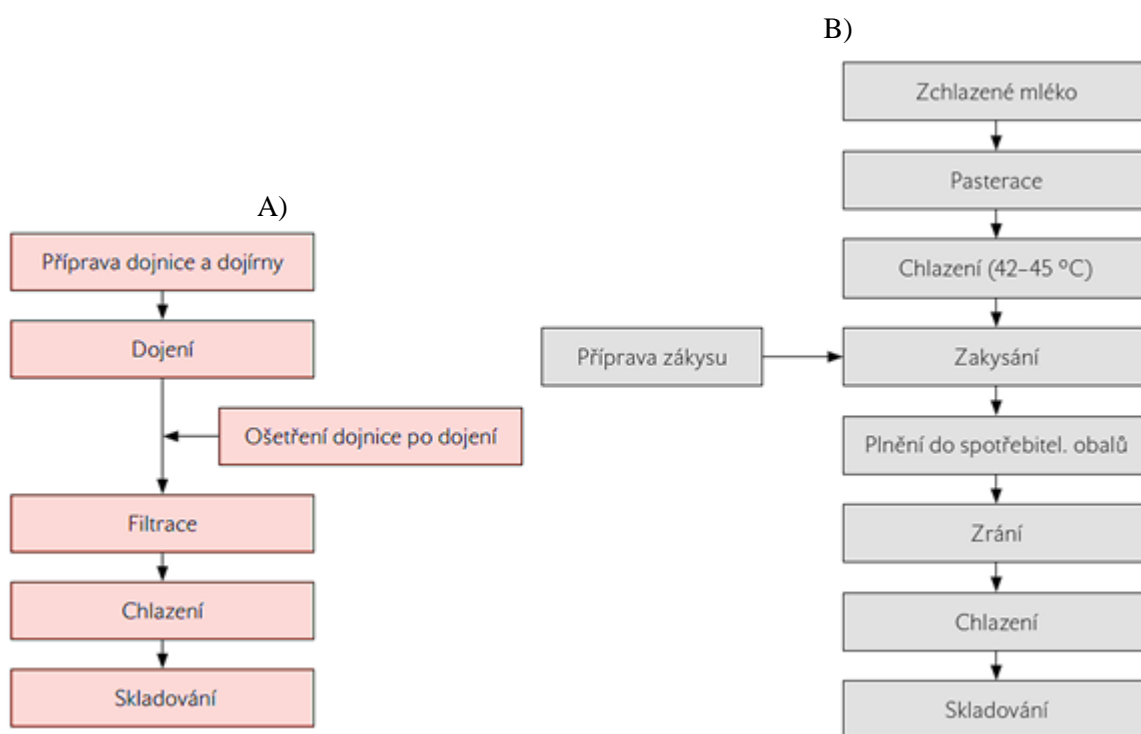 A)
Příprava dojnice a dojírny
Dojení
Ošetření dojnice po dojení
Filtrace
Chlazení
Skladování
B)
Zchlazené mléko
Pasterace
Chlazení (42–45 °C)
Příprava zákysu
Zakysání
Plnění do spotřebitel. obalů
Zrání
Chlazení
Skladování